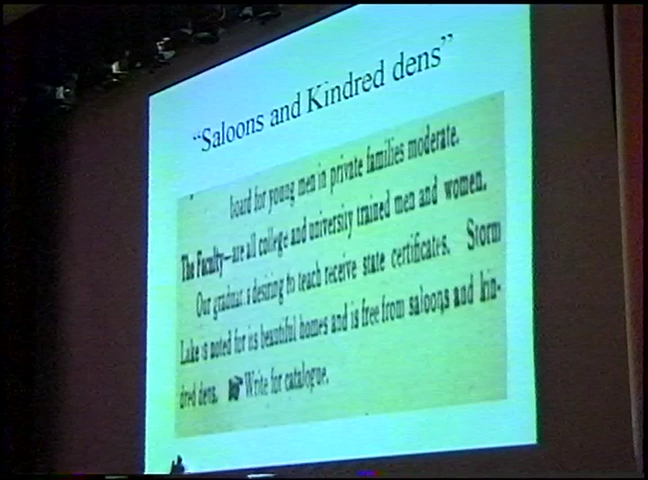 “Saloons and Kindred dens”
board for young men in private families moderate.
The Faculty—are all college and university trained men and women.
Our graduates desiring to teach receive state certificates. Storm
Lake is noted for its beautiful homes and is free from saloons and kin-
dred dens. ☛ Write for catalogue.